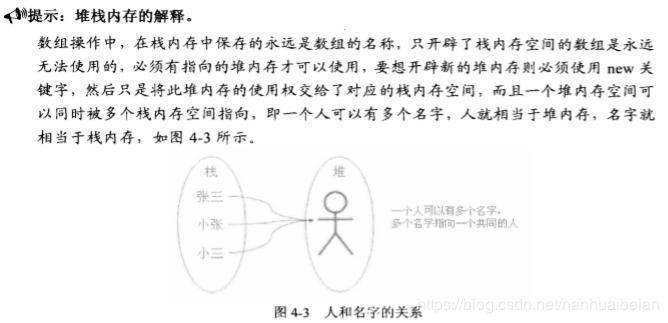 提示：堆栈内存的解释。
数组操作中，在栈内存中保存的永远是数组的名称，只开辟了栈内存空间的数组是永远
无法使用的，必须有指向的堆内存才可以使用，要想开辟新的堆内存则必须使用 new 关
键字，然后只是将此堆内存的使用权交给了对应的栈内存空间，而且一个堆内存空间可
以同时被多个栈内存空间指向，即一个人可以有多个名字，人就相当于堆内存，名字就
相当于栈内存，如图 4-3 所示。
栈
堆
张三
小张
小三
一个人可以有多个名字，
多个名字指向一个共同的人
图 4-3 人和名字的关系
https://blog.csdn.net/nanhuaibeian